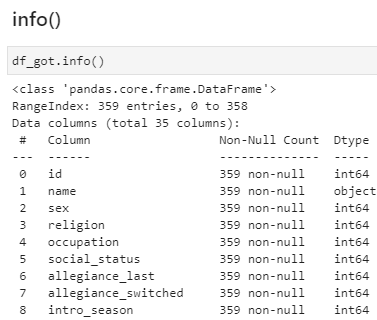 info()
df_got.info()
<class 'pandas.core.frame.DataFrame'>
RangeIndex: 359 entries, 0 to 358
Data columns (total 35 columns):
 #   Column                Non-Null Count  Dtype
---  ------                --------------  -----
 0   id                    359 non-null    int64
 1   name                  359 non-null    object
 2   sex                   359 non-null    int64
 3   religion              359 non-null    int64
 4   occupation            359 non-null    int64
 5   social_status         359 non-null    int64
 6   allegiance_last       359 non-null    int64
 7   allegiance_switched   359 non-null    int64
 8   intro_season          359 non-null    int64